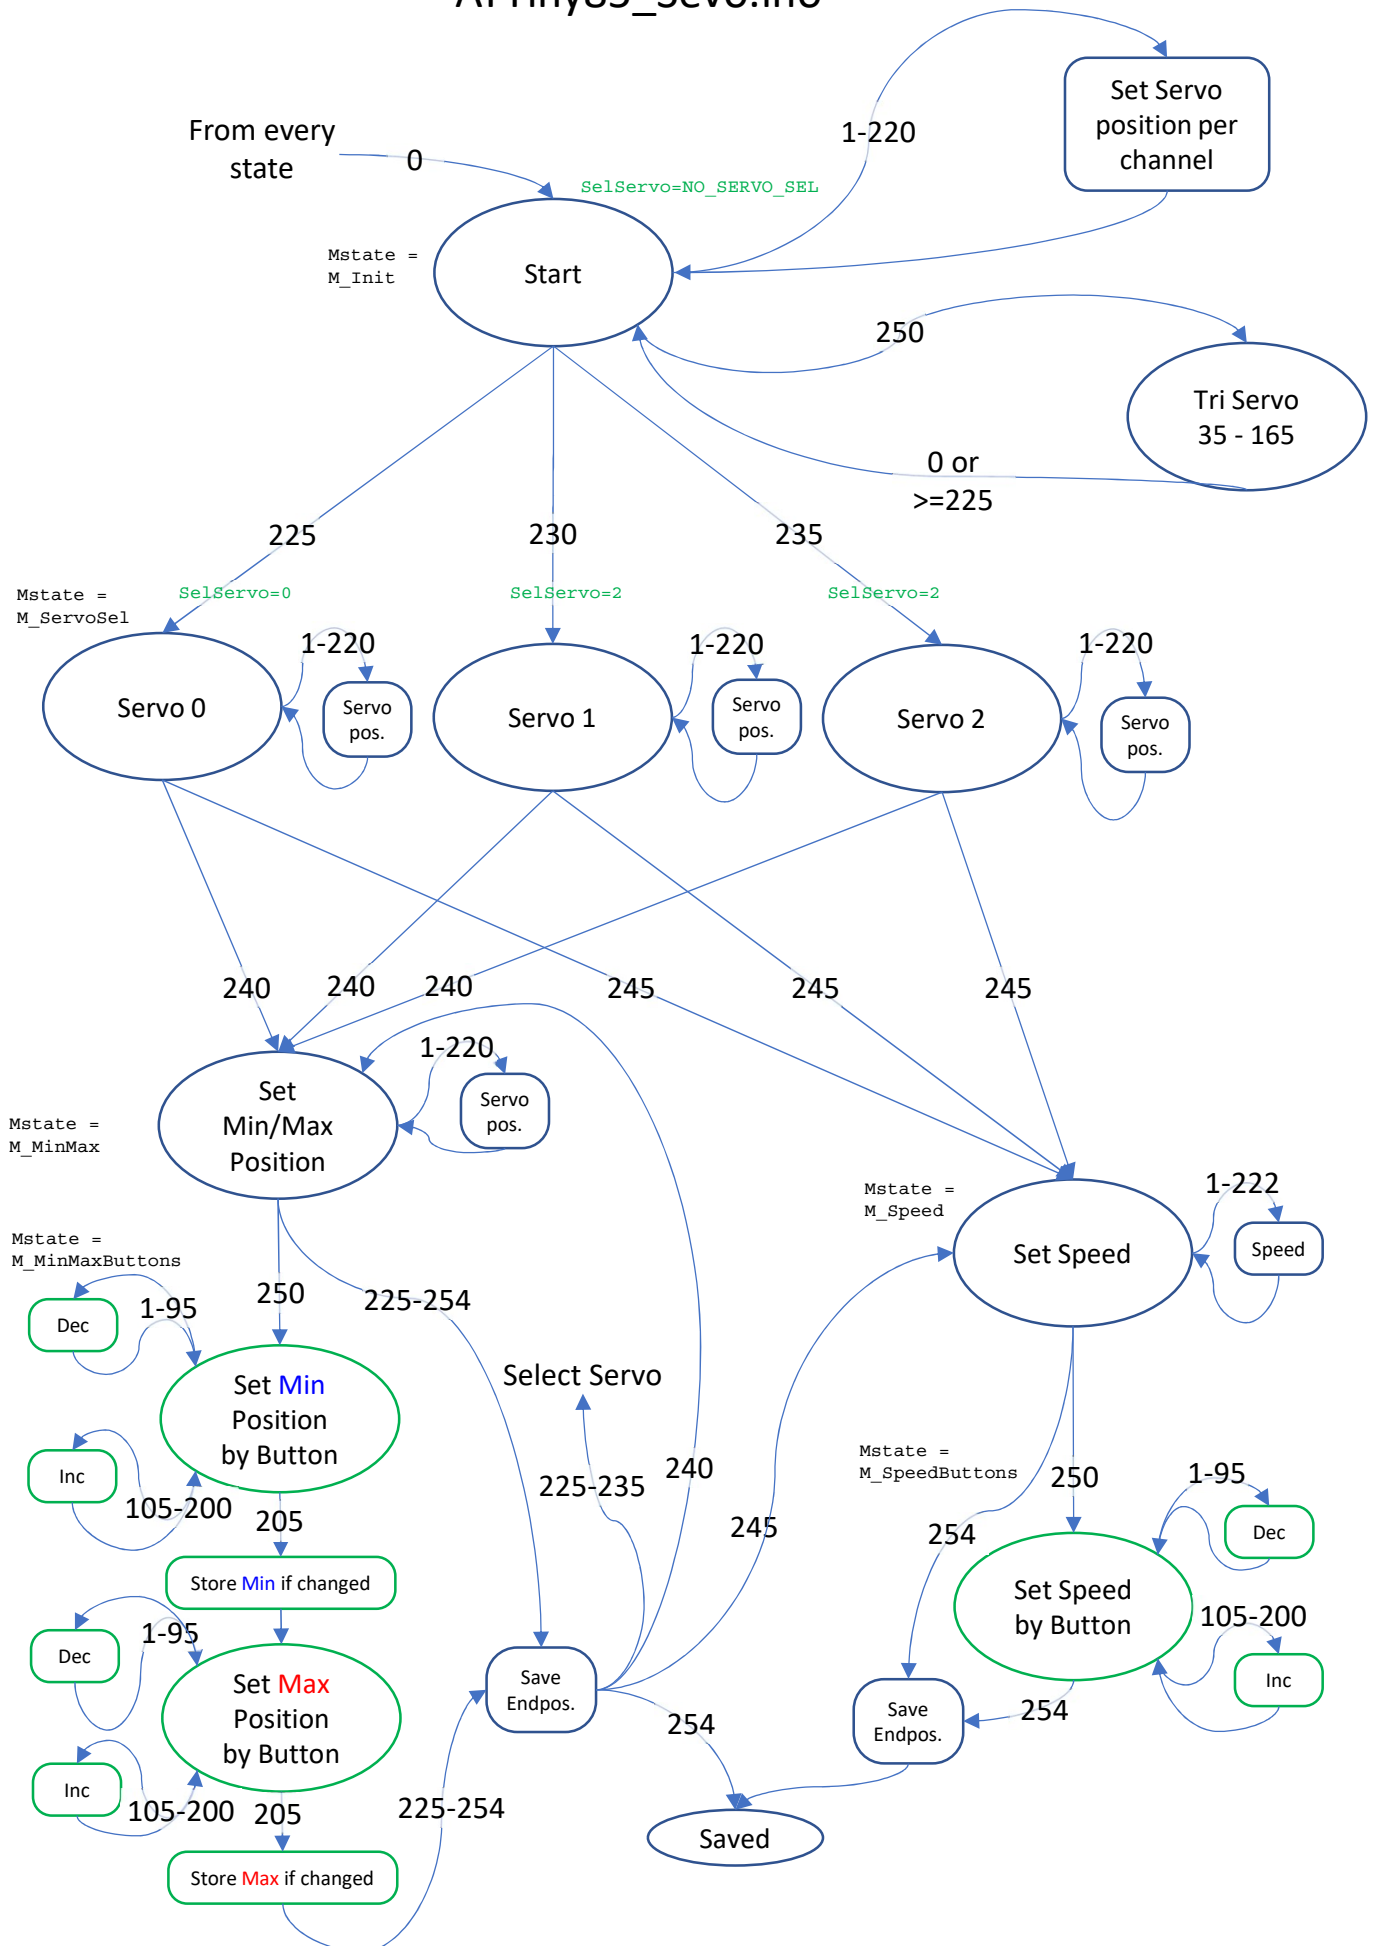 From every
state
0
1-220
Set Servo
position per
channel
SelServo=NO_SERVO_SEL
Mstate =
M_Init
Start
250
Tri Servo
35 - 165
0 or
>=225
225
230
235
Mstate =
M_ServoSel
SelServo=0
SelServo=2
SelServo=2
Servo 0
1-220
Servo
pos.
Servo 1
1-220
Servo
pos.
Servo 2
1-220
Servo
pos.
240
240
240
245
245
245
Set
Min/Max
Position
1-220
Servo
pos.
Mstate =
M_MinMax
Mstate =
M_Speed
Set Speed
1-222
Speed
Mstate =
M_MinMaxButtons
Dec
1-95
250
225-254
Set Min
Position
by Button
Select Servo
Inc
105-200
205
225-235
240
245
Mstate =
M_SpeedButtons
250
254
1-95
Dec
Store Min if changed
Set Speed
by Button
105-200
Inc
Dec
1-95
Set Max
Position
by Button
Save
Endpos.
254
Save
Endpos.
254
Inc
105-200
205
225-254
Saved
Store Max if changed